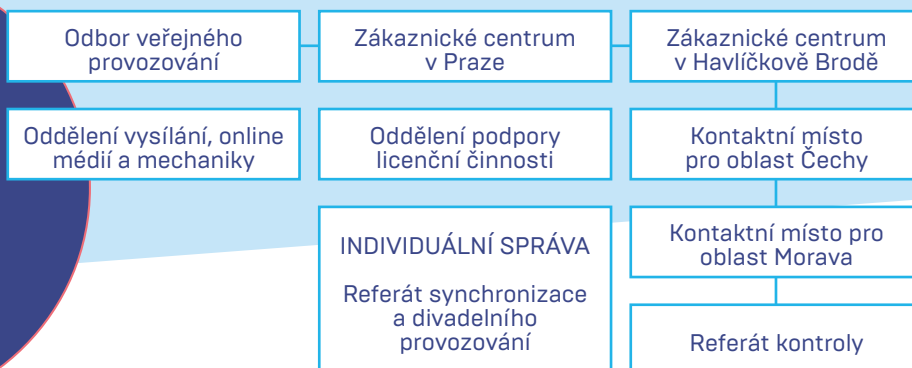 Odbor veřejného
provozování
Zákaznické centrum
v Praze
Zákaznické centrum
v Havlíčkově Brodě
Oddělení vysílání, online
médií a mechaniky
Oddělení podpory
licenční činnosti
Kontaktní místo
pro oblast Čechy
INDIVIDUÁLNÍ SPRÁVA
Referát synchronizace
a divadelního
provozování
Kontaktní místo pro
oblast Morava
Referát kontroly